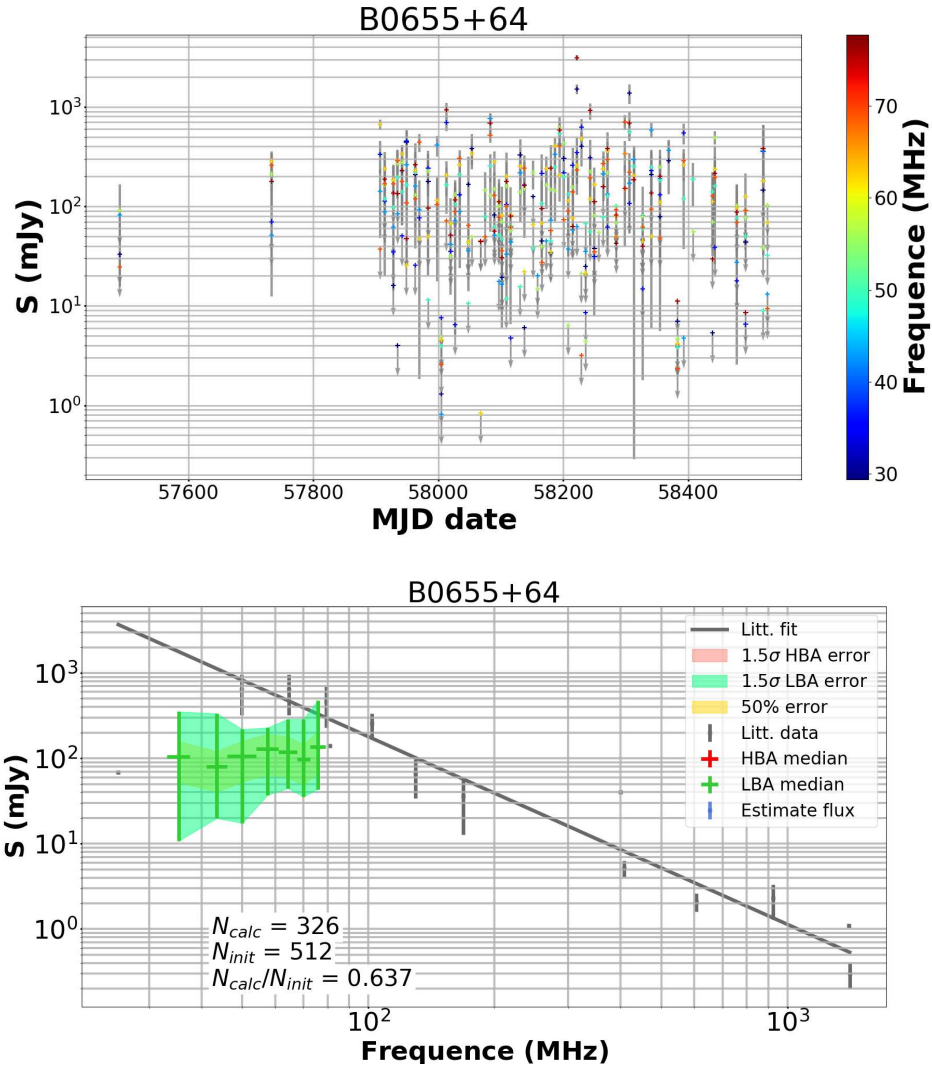 B0655+64
10³
10²
10¹
10⁰
S (mJy)
57600 57800 58000 58200 58400
MJD date
70
60
50
40
30
Frequence (MHz)
B0655+64
10³
10²
10¹
10⁰
S (mJy)
Litt. fit
1.5σ HBA error
1.5σ LBA error
50% error
Litt. data
HBA median
LBA median
Estimate flux
N_calc = 326
N_init = 512
N_calc/N_init = 0.637
10² 10³
Frequence (MHz)